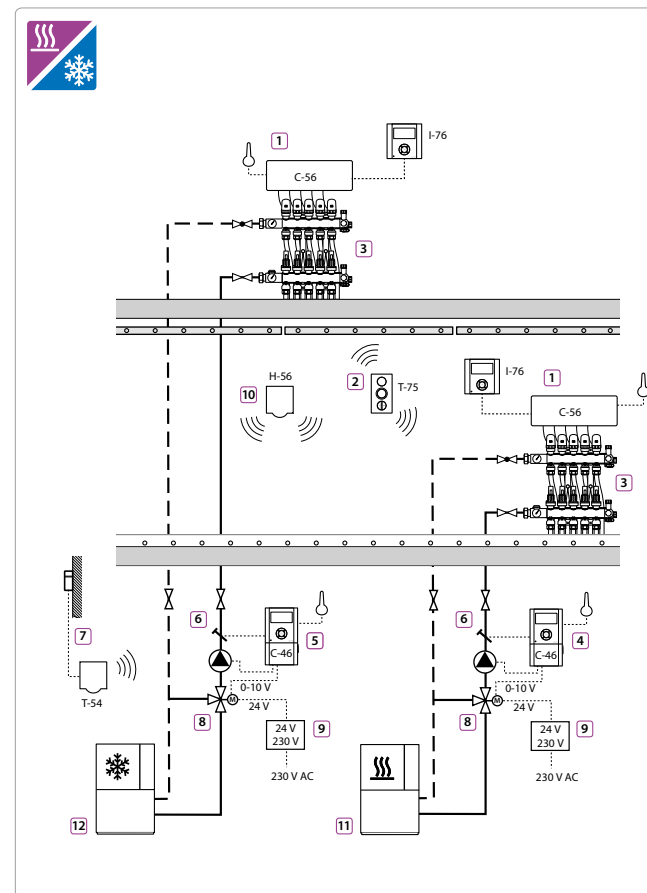 1
I-76
C-56
3
2
H-56
T-75
10
I-76
1
C-56
3
6
5
C-46
7
T-54
0-10 V
24 V
8
24 V
230 V
9
230 V AC
12
6
4
C-46
0-10 V
24 V
8
24 V
230 V
9
230 V AC
11
M
M